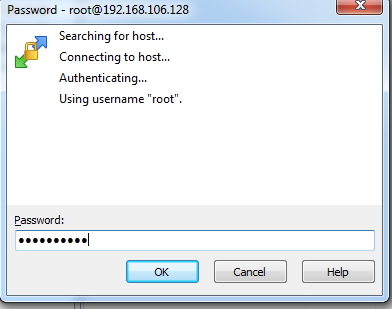 Password - root@192.168.106.128
Searching for host...
Connecting to host...
Authenticating...
Using username "root".
Password:
●●●●●●●●●●
OK Cancel Help